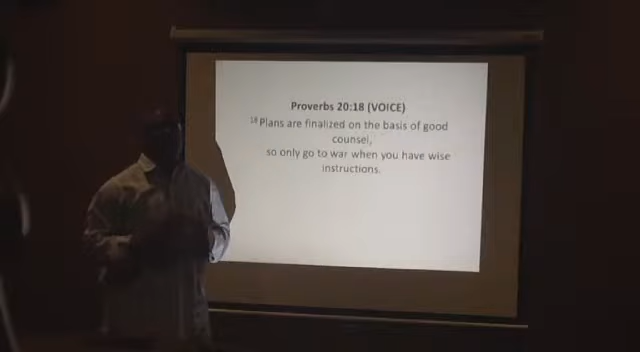 Proverbs 20:18 (VOICE)
18 Plans are finalized on the basis of good
counsel,
so only go to war when you have wise
instructions.